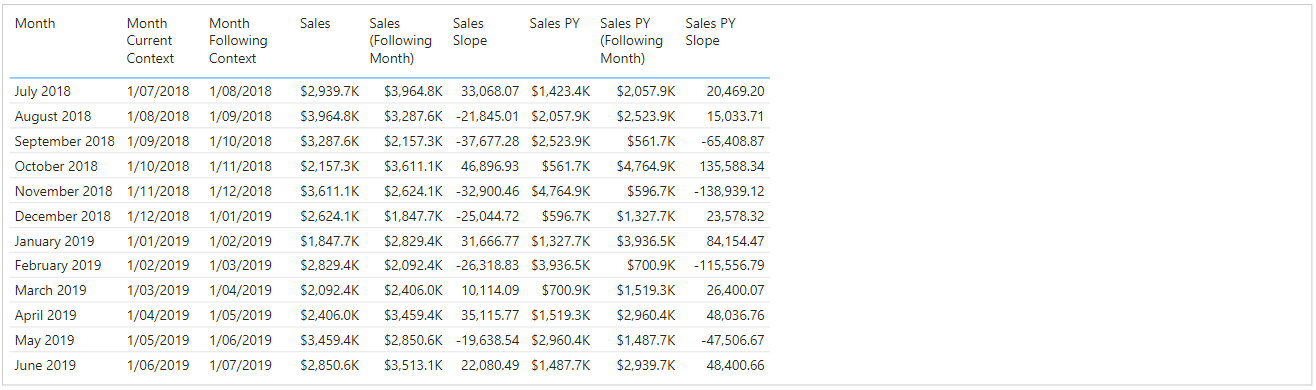 Month Month Month Sales Sales Sales Sales PY Sales PY Sales PY
Current Following (Following Slope (Following Slope
Context Context Month) Month)
July 2018 1/07/2018 1/08/2018 $2,939.7K $3,964.8K 33,068.07 $1,423.4K $2,057.9K 20,469.20
August 2018 1/08/2018 1/09/2018 $3,964.8K $3,287.6K -21,845.01 $2,057.9K $2,523.9K 15,033.71
September 2018 1/09/2018 1/10/2018 $3,287.6K $2,157.3K -37,677.28 $2,523.9K $561.7K -65,408.87
October 2018 1/10/2018 1/11/2018 $2,157.3K $3,611.1K 46,896.93 $561.7K $4,764.9K 135,588.34
November 2018 1/11/2018 1/12/2018 $3,611.1K $2,624.1K -32,900.46 $4,764.9K $596.7K -138,939.12
December 2018 1/12/2018 1/01/2019 $2,624.1K $1,847.7K -25,044.72 $596.7K $1,327.7K 23,578.32
January 2019 1/01/2019 1/02/2019 $1,847.7K $2,829.4K 31,666.77 $1,327.7K $3,936.5K 84,154.47
February 2019 1/02/2019 1/03/2019 $2,829.4K $2,092.4K -26,318.83 $3,936.5K $700.9K -115,556.79
March 2019 1/03/2019 1/04/2019 $2,092.4K $2,406.0K 10,114.09 $700.9K $1,519.3K 26,400.07
April 2019 1/04/2019 1/05/2019 $2,406.0K $3,459.4K 35,115.77 $1,519.3K $2,960.4K 48,036.76
May 2019 1/05/2019 1/06/2019 $3,459.4K $2,850.6K -19,638.54 $2,960.4K $1,487.7K -47,506.67
June 2019 1/06/2019 1/07/2019 $2,850.6K $3,513.1K 22,080.49 $1,487.7K $2,939.7K 48,400.66